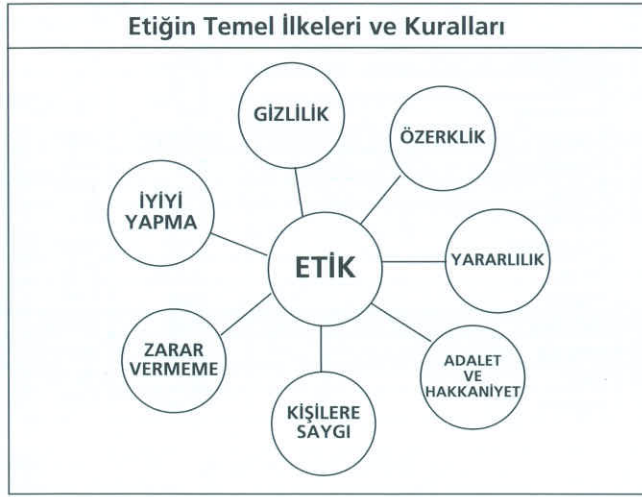 Etiğin Temel İlkeleri ve Kuralları
GİZLİLİK
ÖZERKLİK
İYİYİ
YAPMA
ETİK
YARARLILIK
ZARAR
VERMEME
ADALET
VE
HAKKANİYET
KİŞİLERE
SAYGI